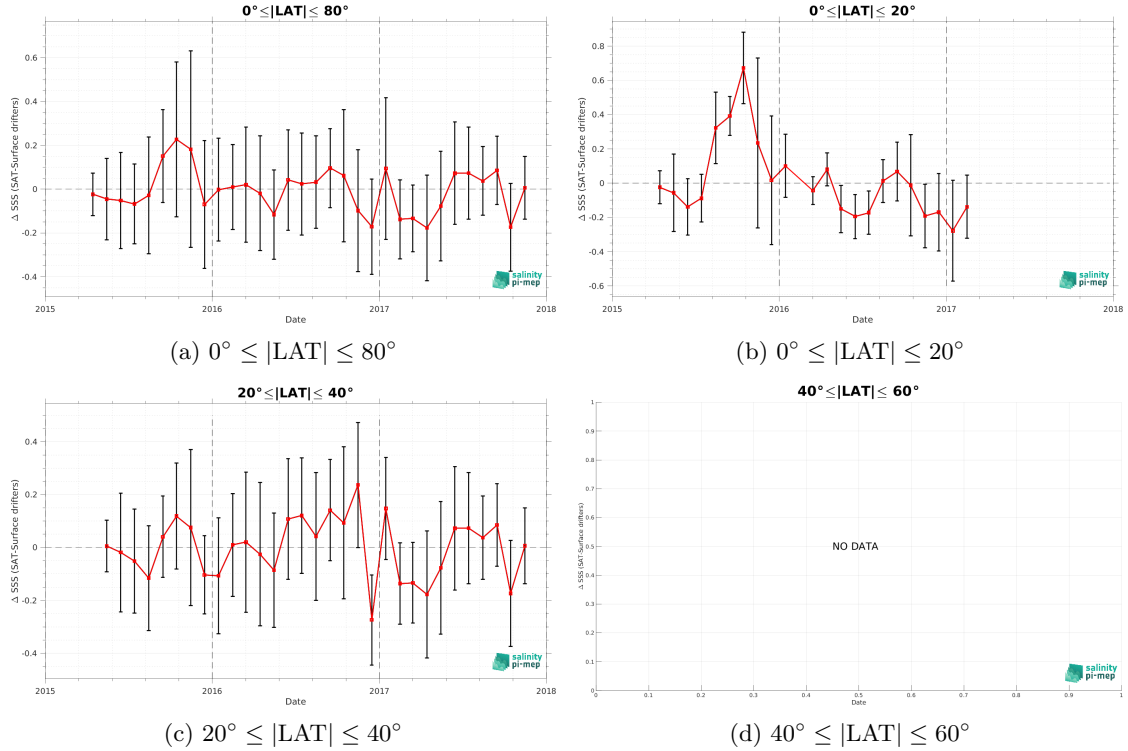 0°≤|LAT|≤ 80°
Δ SSS (SAT-Surface drifters)
0.6
0.4
0.2
0
-0.2
-0.4
2015
2016
2017
2018
Date
salinity
pi-mep
(a) 0° ≤ |LAT| ≤ 80°
0°≤|LAT|≤ 20°
Δ SSS (SAT-Surface drifters)
0.8
0.6
0.4
0.2
0
-0.2
-0.4
-0.6
2015
2016
2017
2018
Date
salinity
pi-mep
(b) 0° ≤ |LAT| ≤ 20°
20°≤|LAT|≤ 40°
Δ SSS (SAT-Surface drifters)
0.4
0.2
0
-0.2
-0.4
2015
2016
2017
2018
Date
salinity
pi-mep
(c) 20° ≤ |LAT| ≤ 40°
40°≤|LAT|≤ 60°
Δ SSS (SAT-Surface drifters)
1
0.9
0.8
0.7
0.6
0.5
0.4
0.3
0.2
0.1
0
NO DATA
0
0.1
0.2
0.3
0.4
0.5
0.6
0.7
0.8
0.9
1
Date
salinity
pi-mep
(d) 40° ≤ |LAT| ≤ 60°